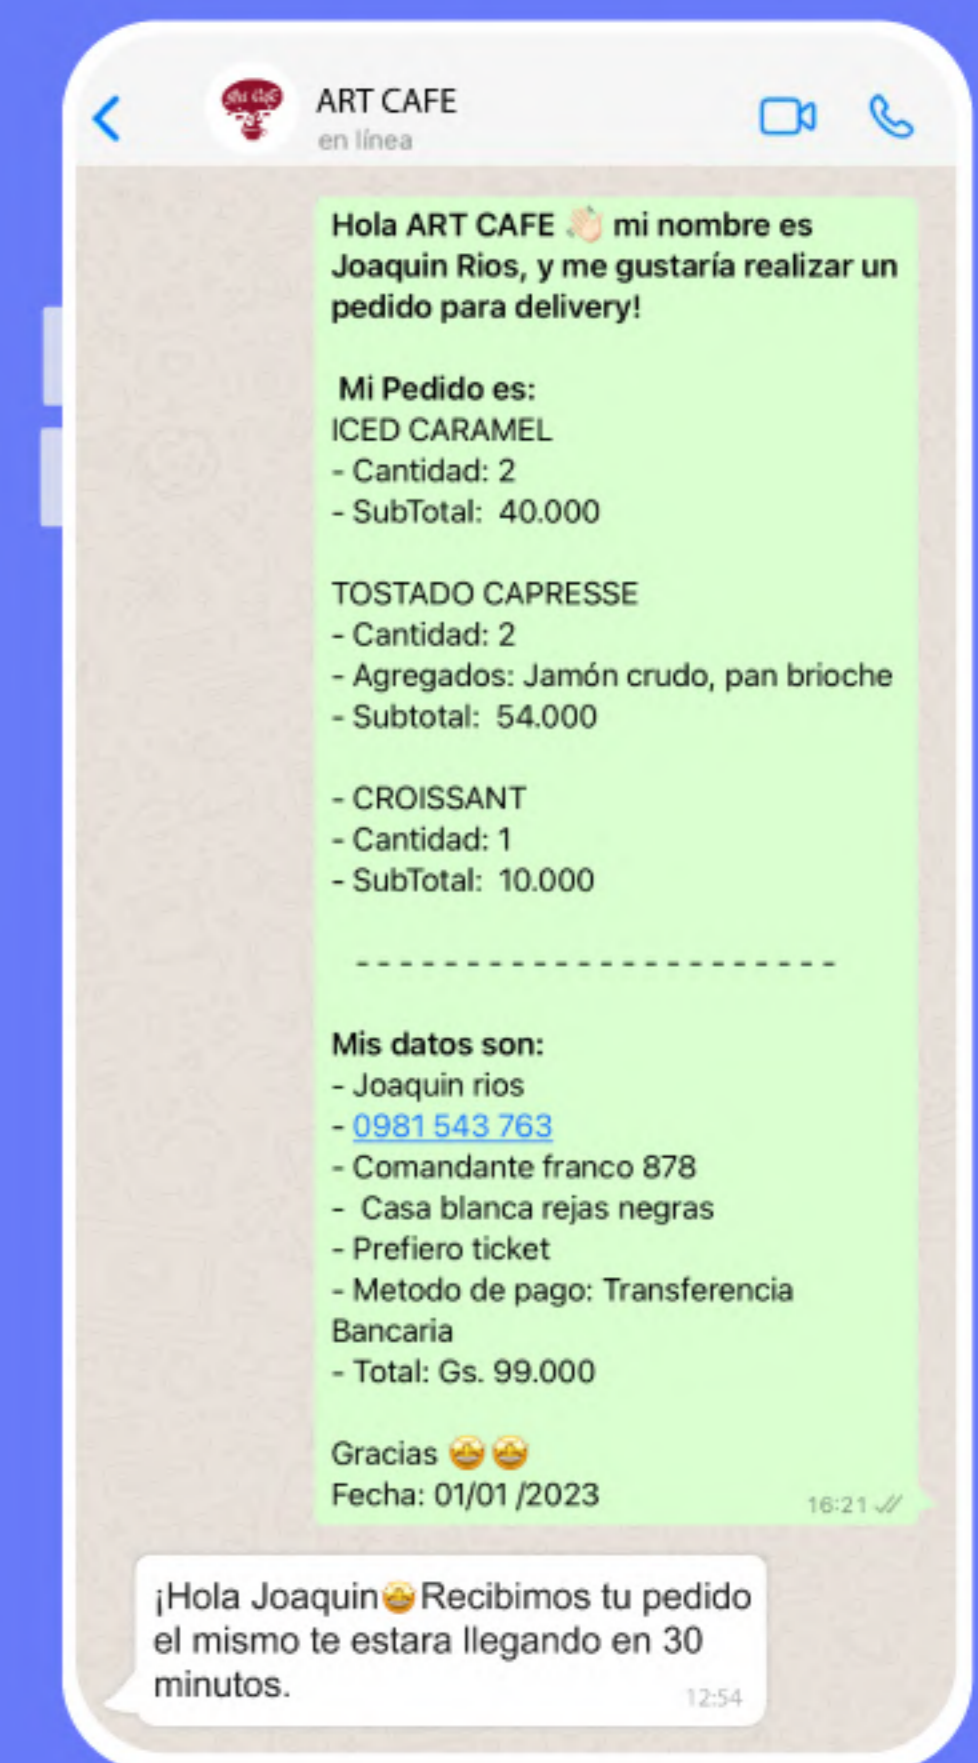 Art Cafe
ART CAFE
en línea
Hola ART CAFE 👋🏻 mi nombre es
Joaquin Rios, y me gustaría realizar un
pedido para delivery!
Mi Pedido es:
ICED CARAMEL
- Cantidad: 2
- SubTotal: 40.000
TOSTADO CAPRESSE
- Cantidad: 2
- Agregados: Jamón crudo, pan brioche
- Subtotal: 54.000
- CROISSANT
- Cantidad: 1
- SubTotal: 10.000
- - - - - - - - - - - - - - - - - - - - - -
Mis datos son:
- Joaquin rios
- 0981 543 763
- Comandante franco 878
- Casa blanca rejas negras
- Prefiero ticket
- Metodo de pago: Transferencia
Bancaria
- Total: Gs. 99.000
Gracias 🤩🤩
Fecha: 01/01 /2023
16:21
¡Hola Joaquin🤩Recibimos tu pedido
el mismo te estara llegando en 30
minutos.
12:54